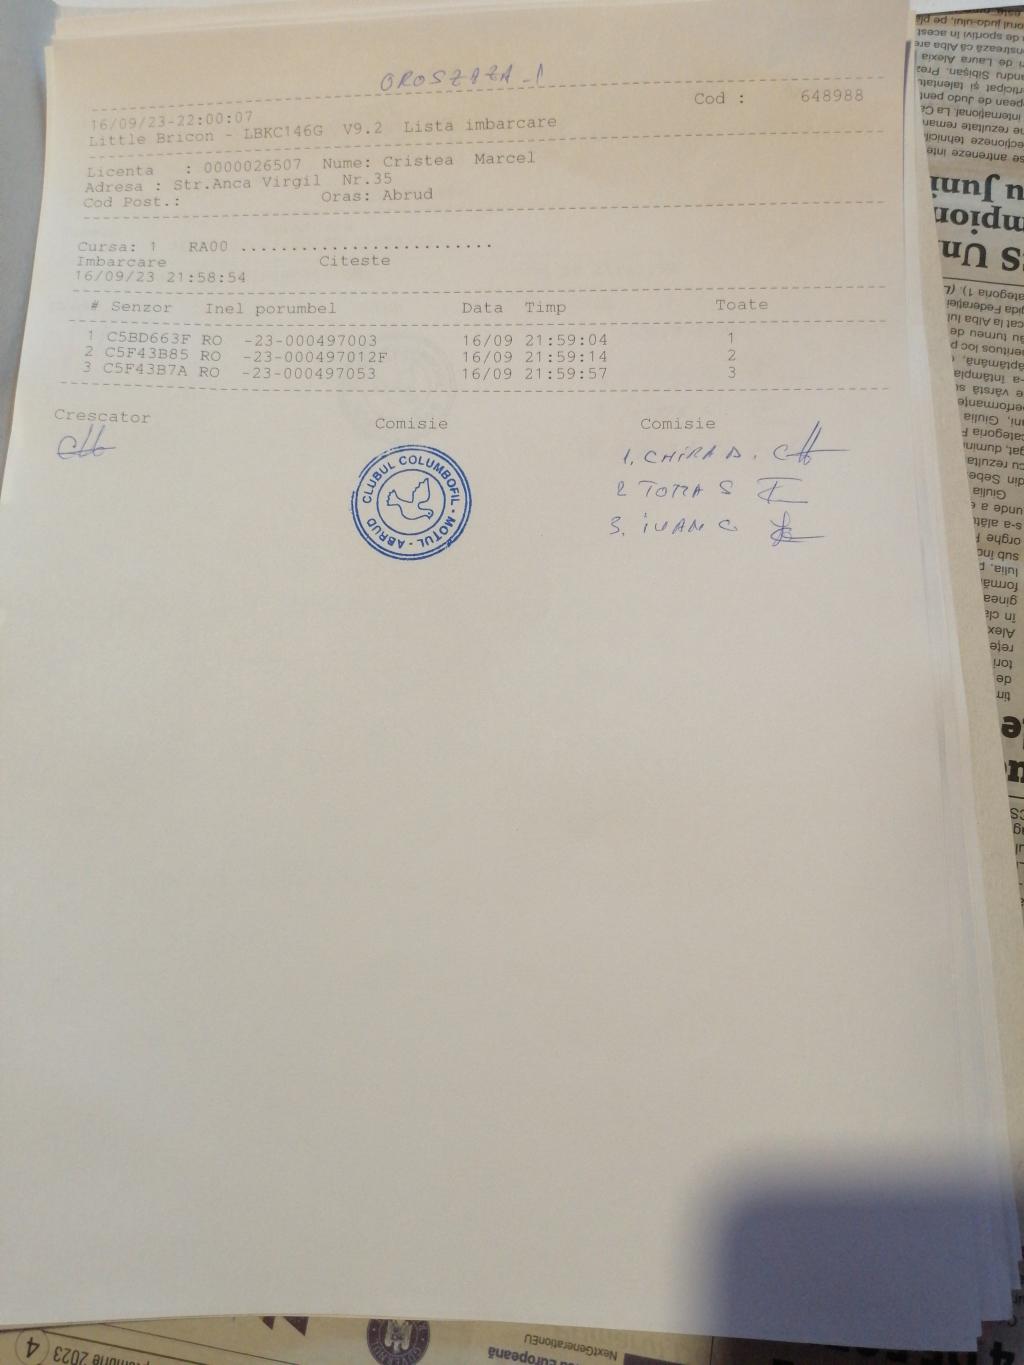 OROSZAZA_1
Cod : 648988
16/09/23-22:00:07
Little Bricon - LBKC146G V9.2 Lista imbarcare
Licenta : 0000026507 Nume: Cristea Marcel
Adresa : Str.Anca Virgil Nr.35
Cod Post.: Oras: Abrud
Cursa: 1 RA00 .........................
Imbarcare Citeste
16/09/23 21:58:54
# Senzor Inel porumbel Data Timp Toate
1 C5BD663F RO -23-000497003 16/09 21:59:04 1
2 C5F43B85 RO -23-000497012F 16/09 21:59:14 2
3 C5F43B7A RO -23-000497053 16/09 21:59:57 3
Crescator Comisie Comisie
CLUBUL COLUMBOFIL - MOTUL - ABRUD
1. CHIRA D.
2 TOMA S
3. IVAN C
NextGenerationEU
4